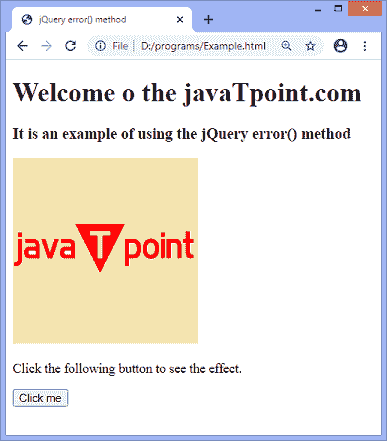 jQuery error() method
File
D:/programs/Example.html
Welcome o the javaTpoint.com
It is an example of using the jQuery error() method
java T point
Click the following button to see the effect.
Click me